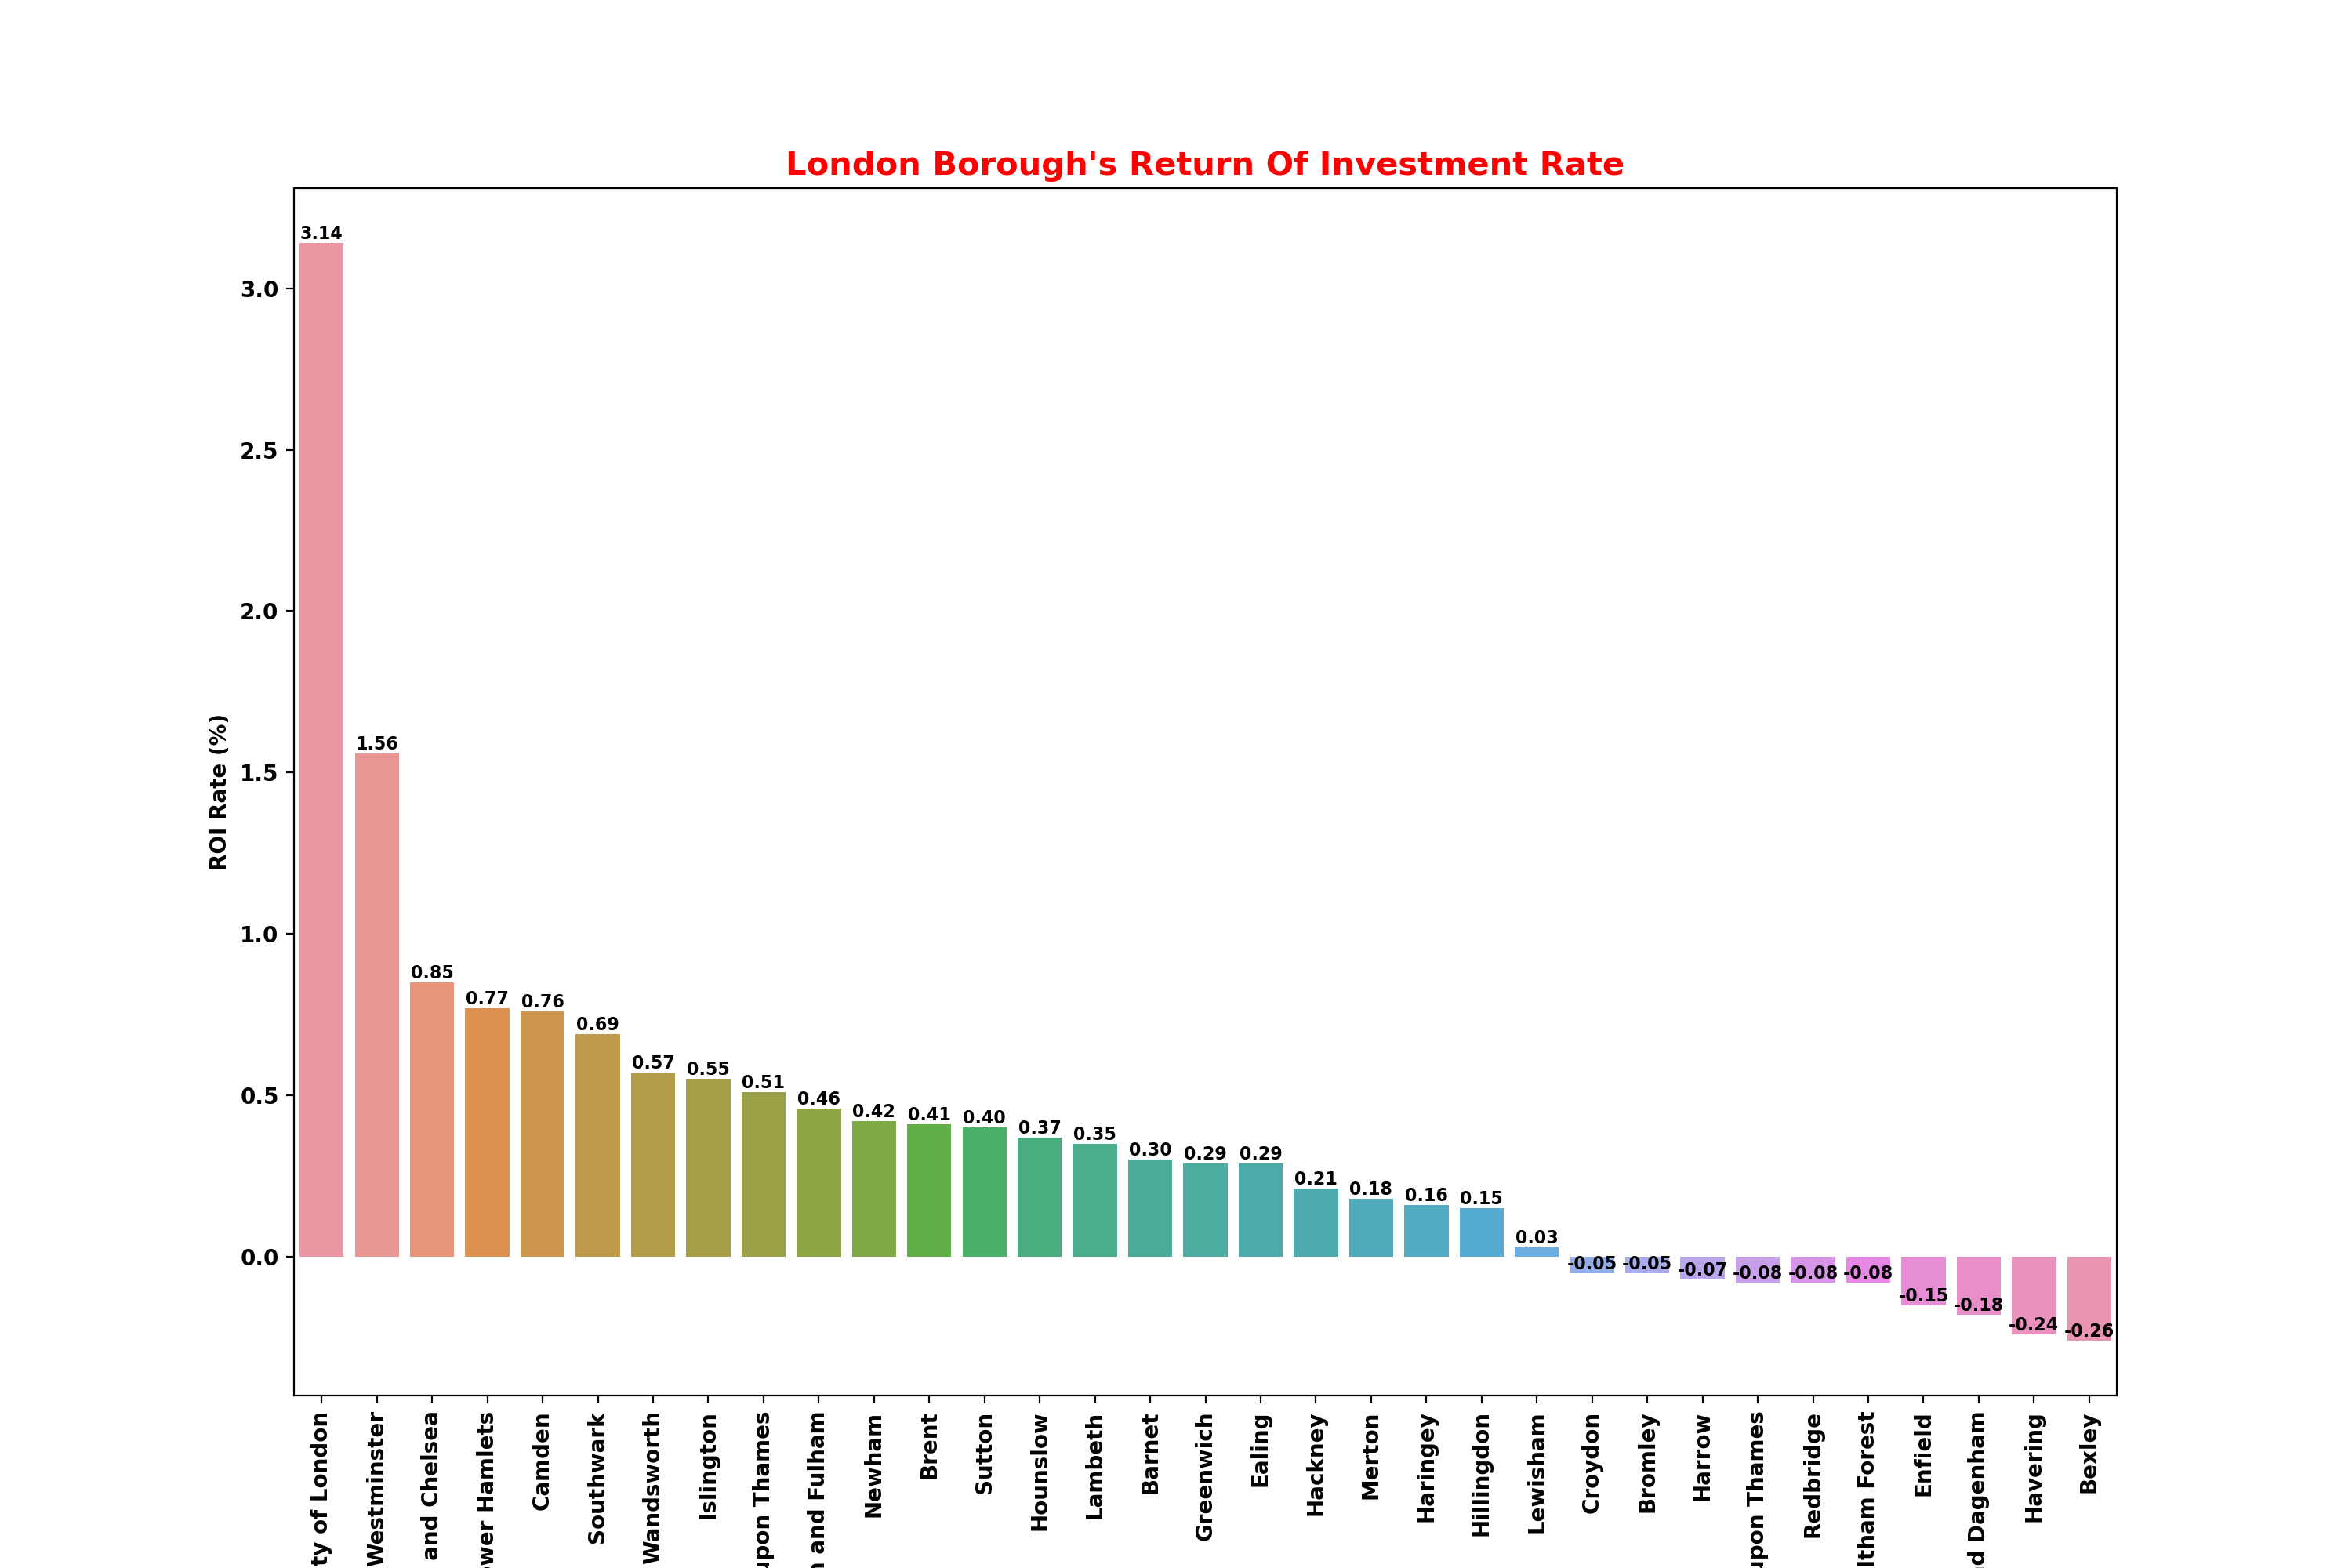 London Borough's Return Of Investment Rate
ROI Rate (%)
3.0
2.5
2.0
1.5
1.0
0.5
0.0
3.14
1.56
0.85
0.77
0.76
0.69
0.57
0.55
0.51
0.46
0.42
0.41
0.40
0.37
0.35
0.30
0.29
0.29
0.21
0.18
0.16
0.15
0.03
-0.05
-0.05
-0.07
-0.08
-0.08
-0.08
-0.15
-0.18
-0.24
-0.26
ty of London
Westminster
and Chelsea
ower Hamlets
Camden
Southwark
Wandsworth
Islington
upon Thames
and Fulham
Newham
Brent
Sutton
Hounslow
Lambeth
Barnet
Greenwich
Ealing
Hackney
Merton
Haringey
Hillingdon
Lewisham
Croydon
Bromley
Harrow
upon Thames
Redbridge
ltham Forest
Enfield
d Dagenham
Havering
Bexley